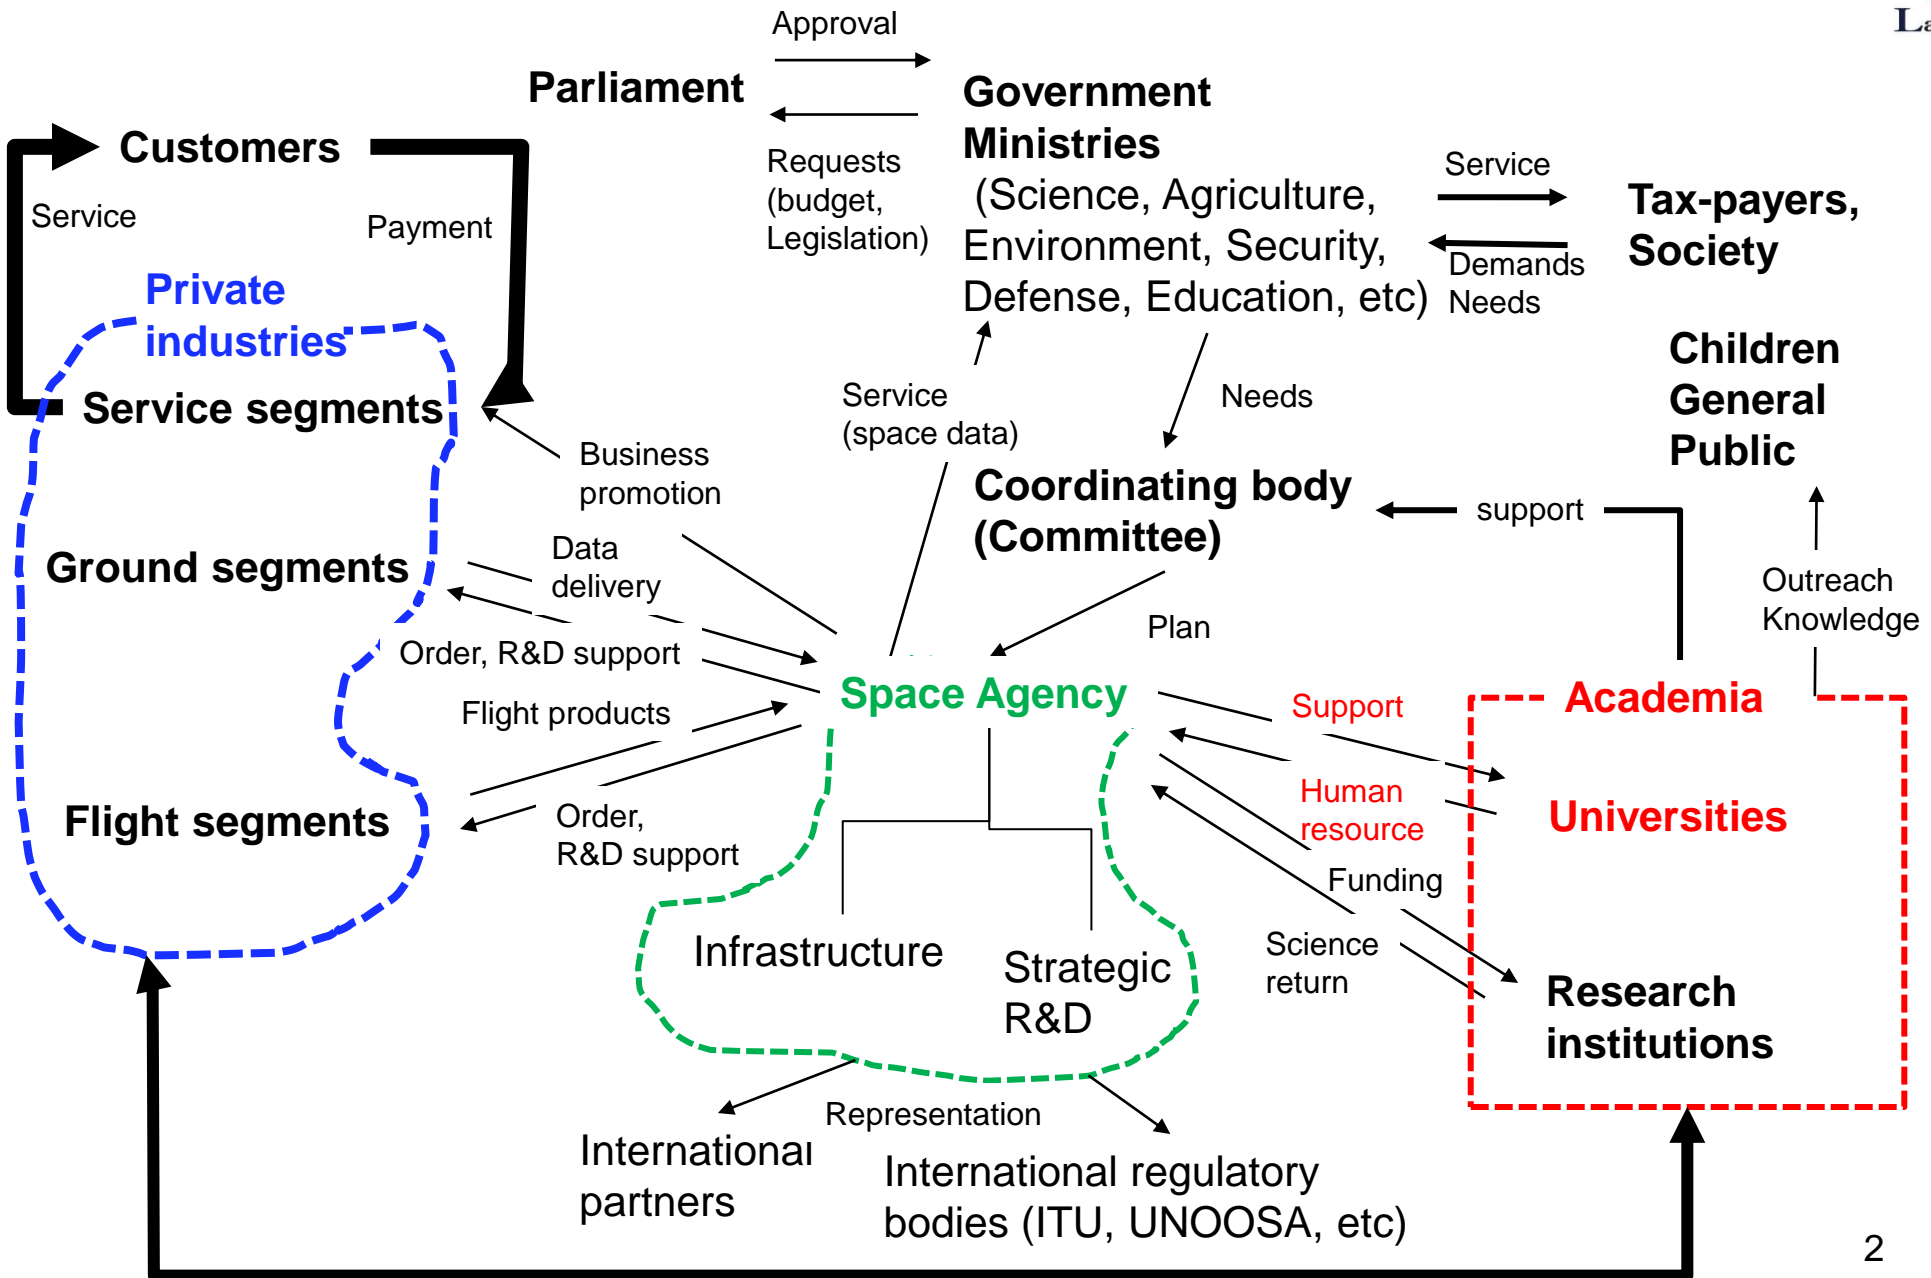 La
Approval
Parliament
Government
Ministries
(Science, Agriculture,
Environment, Security,
Defense, Education, etc)
Requests
(budget,
Legislation)
Customers
Service
Payment
Service
Tax-payers,
Society
Demands
Needs
Private
industries
Service segments
Business
promotion
Service
(space data)
Needs
Children
General
Public
Coordinating body
(Committee)
support
Outreach
Knowledge
Ground segments
Data
delivery
Order, R&D support
Plan
Space Agency
Flight products
Support
Academia
Human
resource
Universities
Flight segments
Order,
R&D support
Funding
Science
return
Infrastructure
Strategic
R&D
Research
institutions
Representation
International
partners
International regulatory
bodies (ITU, UNOOSA, etc)
2